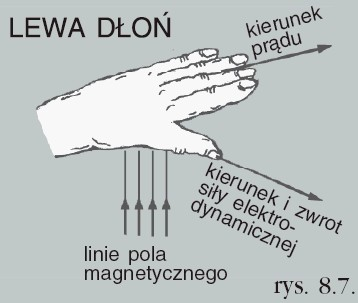 LEWA DŁOŃ
kierunek
prądu
kierunek i zwrot
siły elektro-
dynamicznej
linie pola
magnetycznego
rys. 8.7.